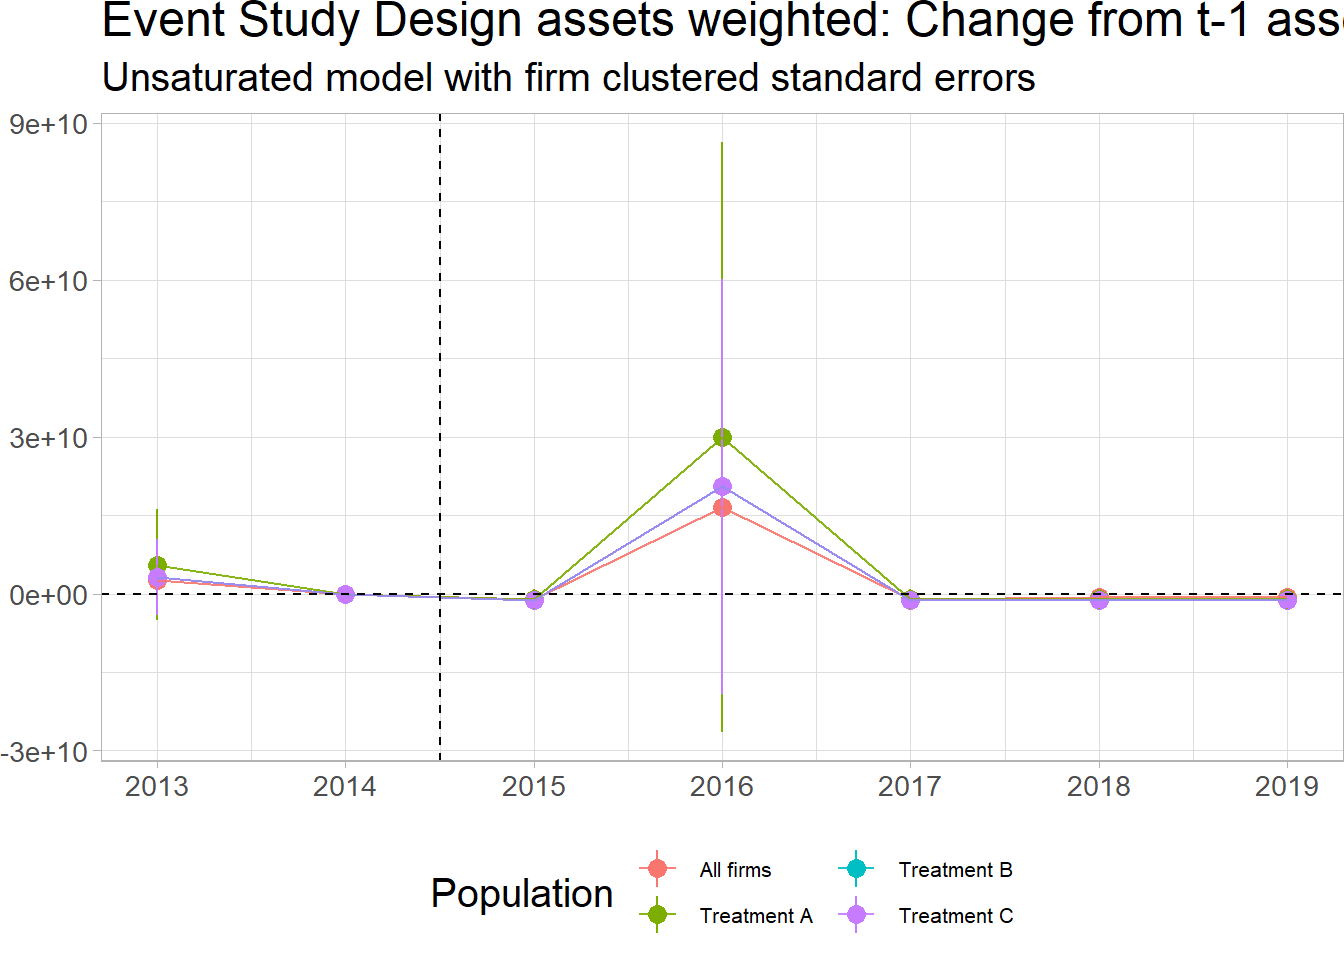 Event Study Design assets weighted: Change from t-1
Unsaturated model with firm clustered standard errors
9e+10
6e+10
3e+10
0e+00
-3e+10
2013 2014 2015 2016 2017 2018 2019
Population
All firms Treatment B
Treatment A Treatment C